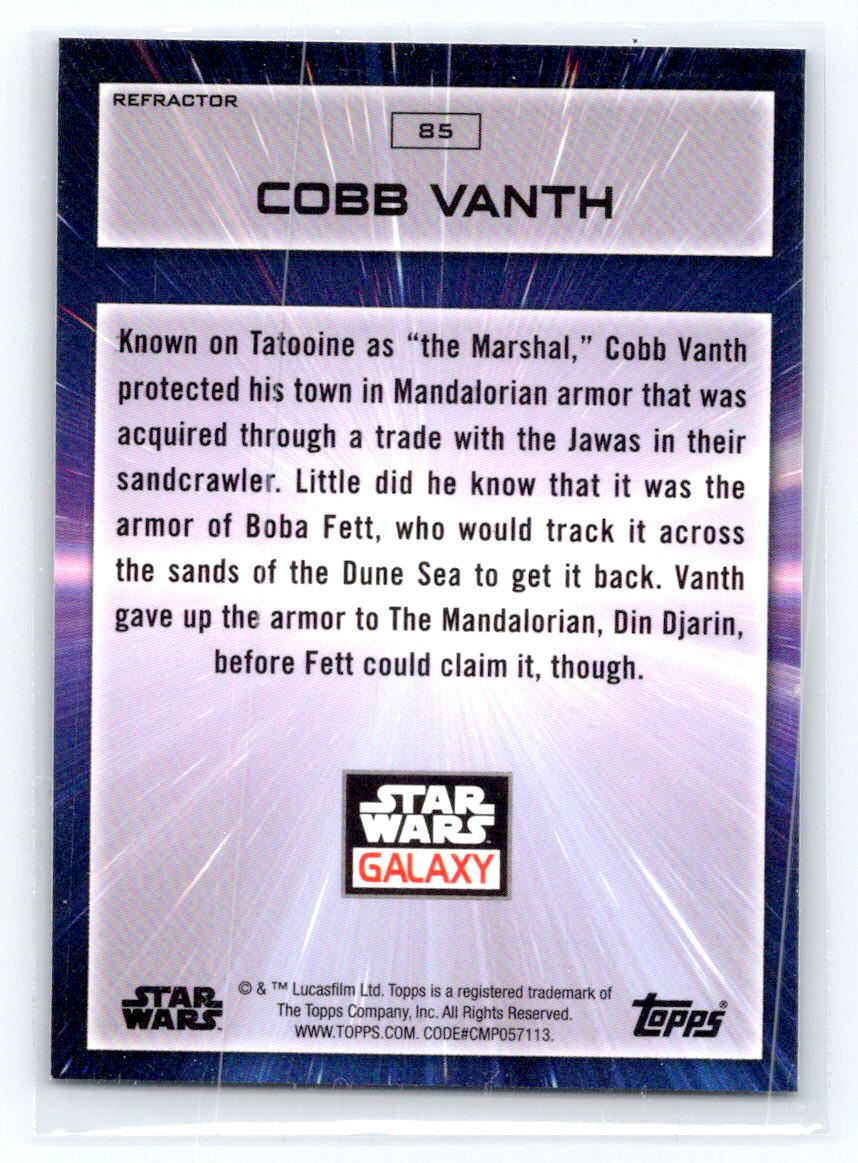 REFRACTOR
85
COBB VANTH
Known on Tatooine as “the Marshal,” Cobb Vanth
protected his town in Mandalorian armor that was
acquired through a trade with the Jawas in their
sandcrawler. Little did he know that it was the
armor of Boba Fett, who would track it across
the sands of the Dune Sea to get it back. Vanth
gave up the armor to The Mandalorian, Din Djarin,
before Fett could claim it, though.
STAR
WARS
GALAXY
STAR
WARS
© & ™ Lucasfilm Ltd. Topps is a registered trademark of
The Topps Company, Inc. All Rights Reserved.
WWW.TOPPS.COM. CODE#CMP057113.
topps®